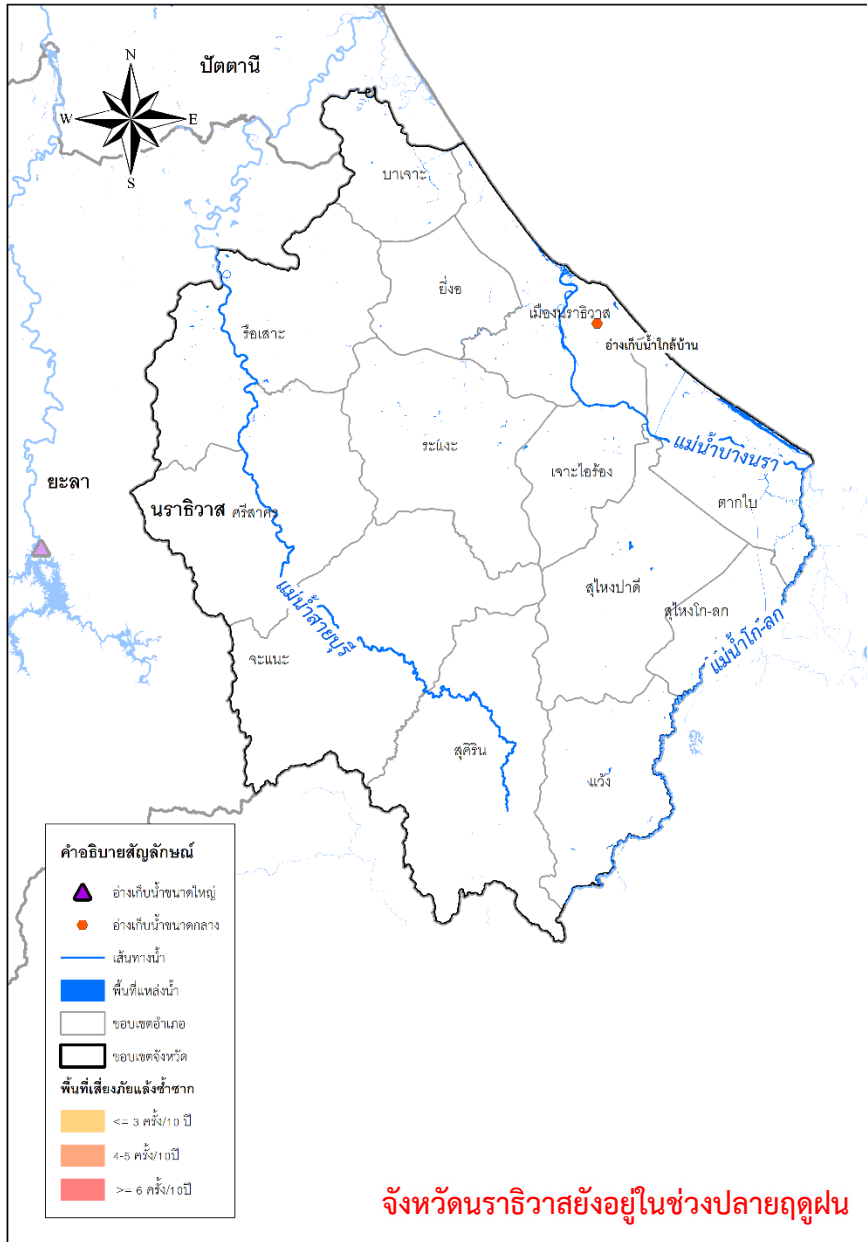 ปัตตานี
N
W
E
S
บาเจาะ
ยี่งอ
เมืองนราธิวาส
รือเสาะ
อ่างเก็บน้ำใกล้บ้าน
ระแงะ
แม่น้ำบางนรา
เจาะไอร้อง
ยะลา
นราธิวาส
ศรีสาคร
ตากใบ
สุไหงปาดี
แม่น้ำสายบุรี
สุไหงโก-ลก
แม่น้ำโก-ลก
จะแนะ
สุคิริน
แว้ง
คำอธิบายสัญลักษณ์
อ่างเก็บน้ำขนาดใหญ่
อ่างเก็บน้ำขนาดกลาง
เส้นทางน้ำ
พื้นที่แหล่งน้ำ
ขอบเขตอำเภอ
ขอบเขตจังหวัด
พื้นที่เสี่ยงภัยแล้งซ้ำซาก
<= 3 ครั้ง/10 ปี
4-5 ครั้ง/10ปี
>= 6 ครั้ง/10ปี
จังหวัดนราธิวาสยังอยู่ในช่วงปลายฤดูฝน